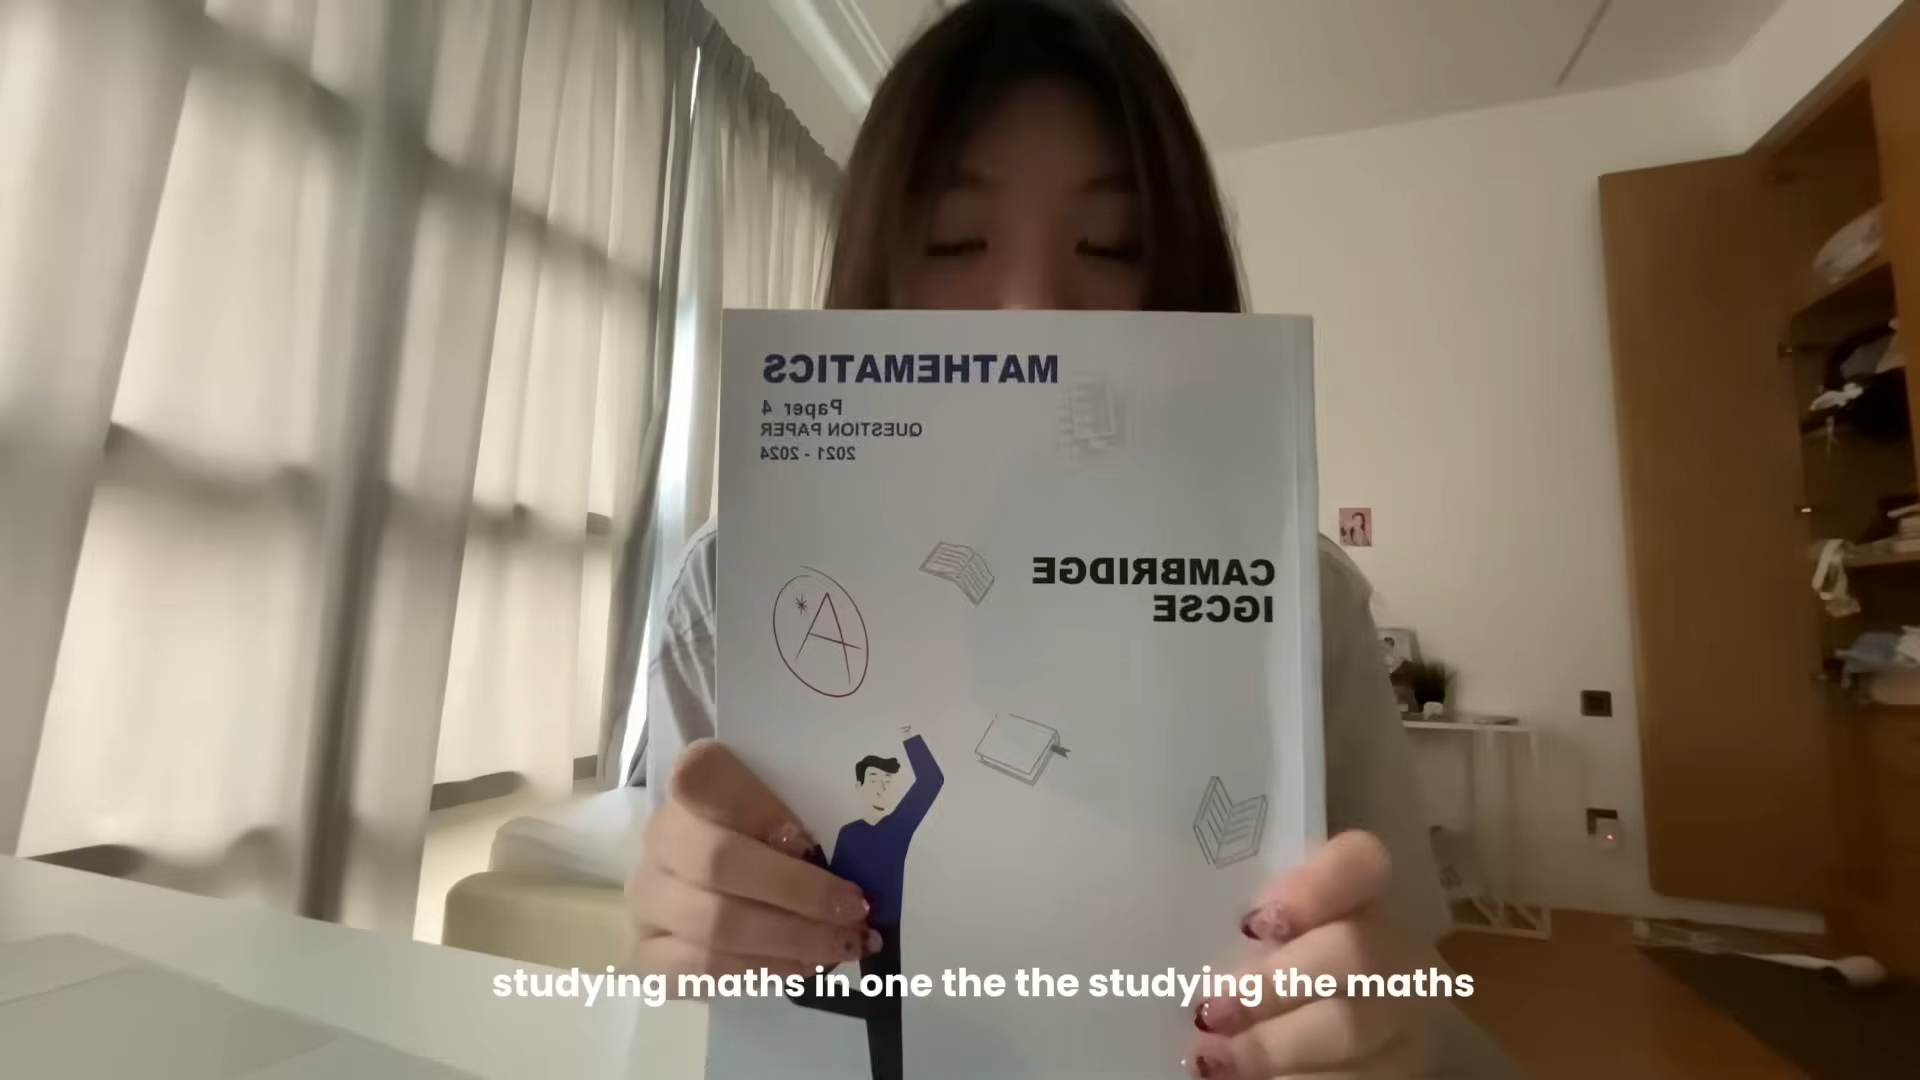 MATHEMATICS
Paper 4
QUESTION PAPER
2021 - 2024
CAMBRIDGE
IGCSE
A*
studying maths in one the the studying the maths